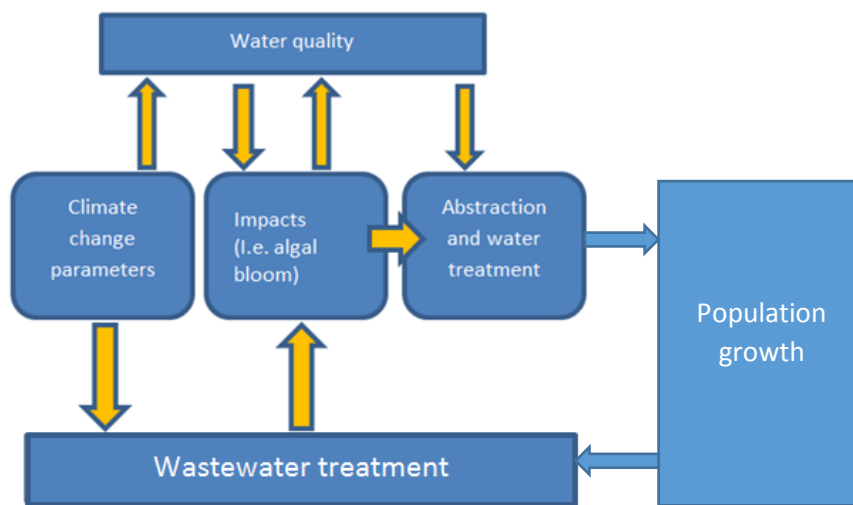 Water quality
Climate
change
parameters
Impacts
(I.e. algal
bloom)
Abstraction
and water
treatment
Population
growth
Wastewater treatment